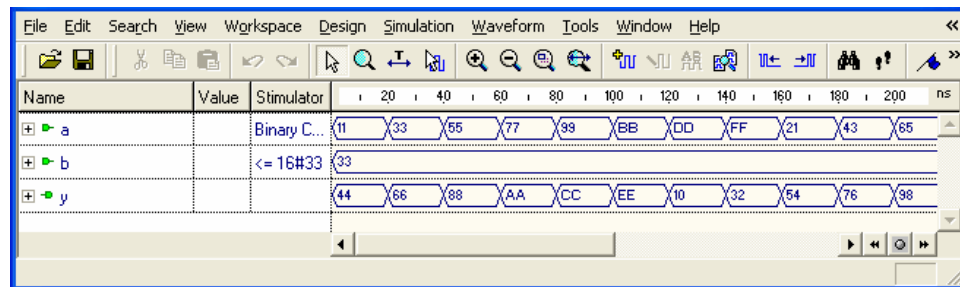 File Edit Search View Workspace Design Simulation Waveform Tools Window Help
Name Value Stimulator 20 40 60 80 100 120 140 160 180 200 ns
a Binary C... 11 33 55 77 99 BB DD FF 21 43 65
b <= 16#33 33
y 44 66 88 AA CC EE 10 32 54 76 98